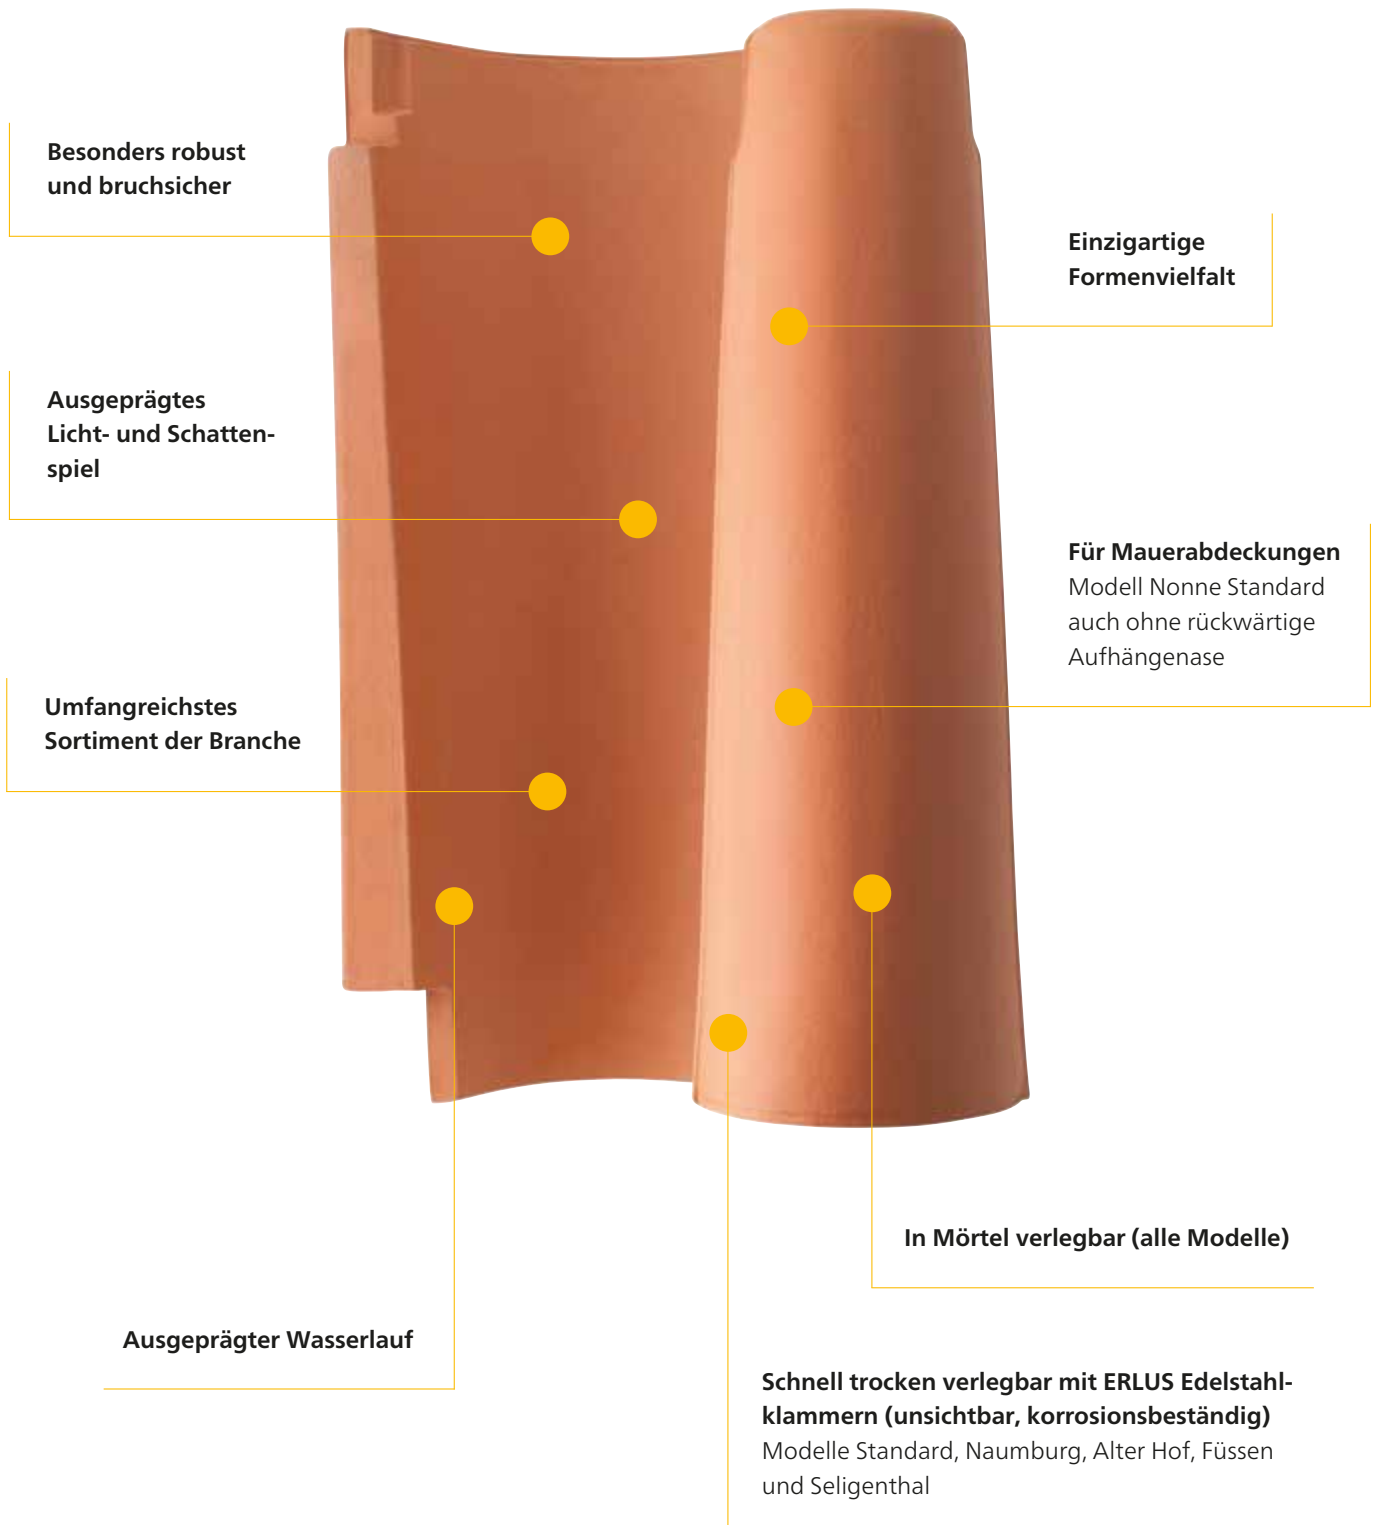 Besonders robust
und bruchsicher
Einzigartige
Formenvielfalt
Ausgeprägtes
Licht- und Schatten-
spiel
Für Mauerabdeckungen
Modell Nonne Standard
auch ohne rückwärtige
Aufhängenase
Umfangreichstes
Sortiment der Branche
In Mörtel verlegbar (alle Modelle)
Ausgeprägter Wasserlauf
Schnell trocken verlegbar mit ERLUS Edelstahl-
klammern (unsichtbar, korrosionsbeständig)
Modelle Standard, Naumburg, Alter Hof, Füssen
und Seligenthal